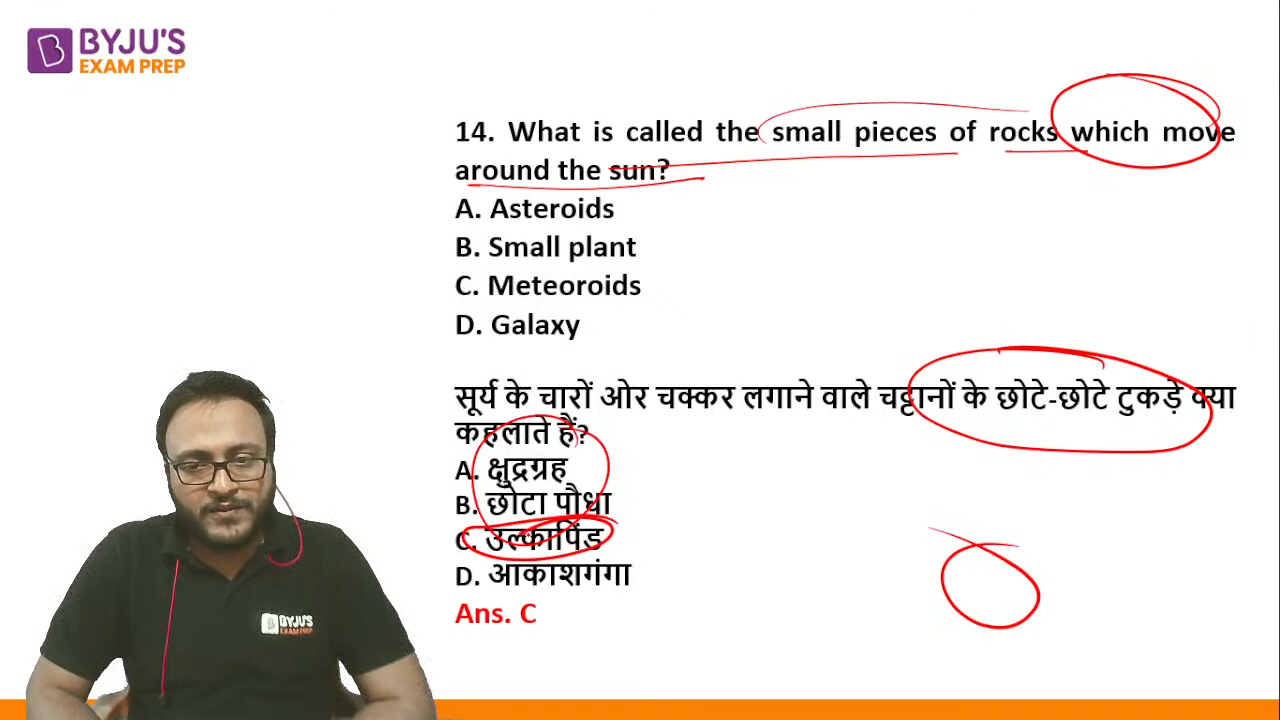 BYJU'S
EXAM PREP
14. What is called the small pieces of rocks which move
around the sun?
A. Asteroids
B. Small plant
C. Meteoroids
D. Galaxy
सूर्य के चारों ओर चक्कर लगाने वाले चट्टानों के छोटे-छोटे टुकड़े क्या
कहलाते हैं?
A. क्षुद्रग्रह
B. छोटा पौधा
C. उल्कापिंड
D. आकाशगंगा
Ans. C
BYJU'S
EXAM PREP